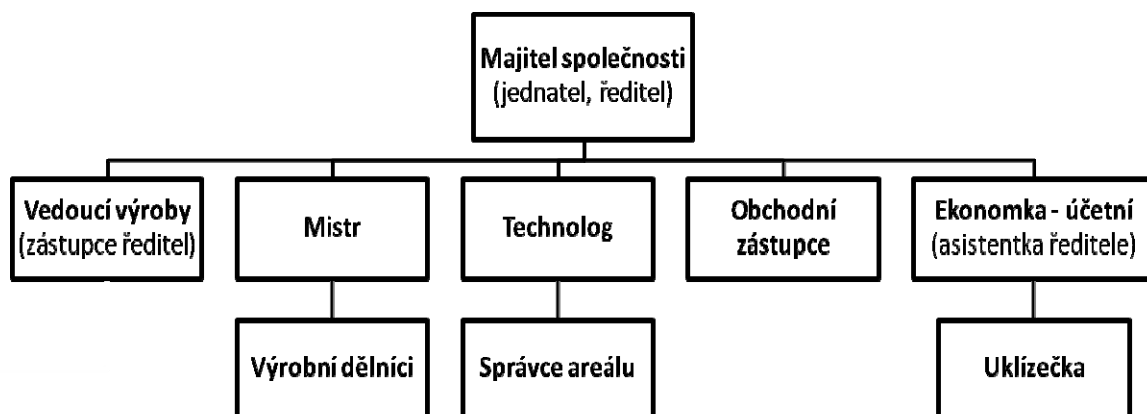 Majitel společnosti
(jednatel, ředitel)
Vedoucí výroby
(zástupce ředitel)
Mistr
Technolog
Obchodní
zástupce
Ekonomka - účetní
(asistentka ředitele)
Výrobní dělníci
Správce areálu
Uklízečka